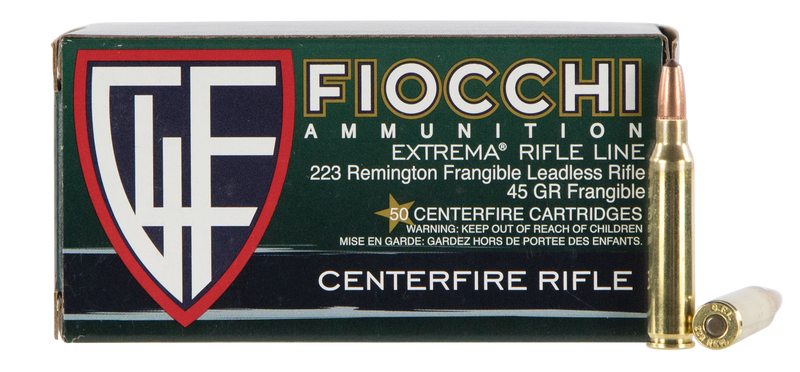 GFL
FIOCCHI
AMMUNITION
EXTREMA® RIFLE LINE
223 Remington Frangible Leadless Rifle
45 GR Frangible
50 CENTERFIRE CARTRIDGES
WARNING: KEEP OUT OF REACH OF CHILDREN
MISE EN GARDE: GARDEZ HORS DE PORTEE DES ENFANTS.
CENTERFIRE RIFLE
G.F.L.